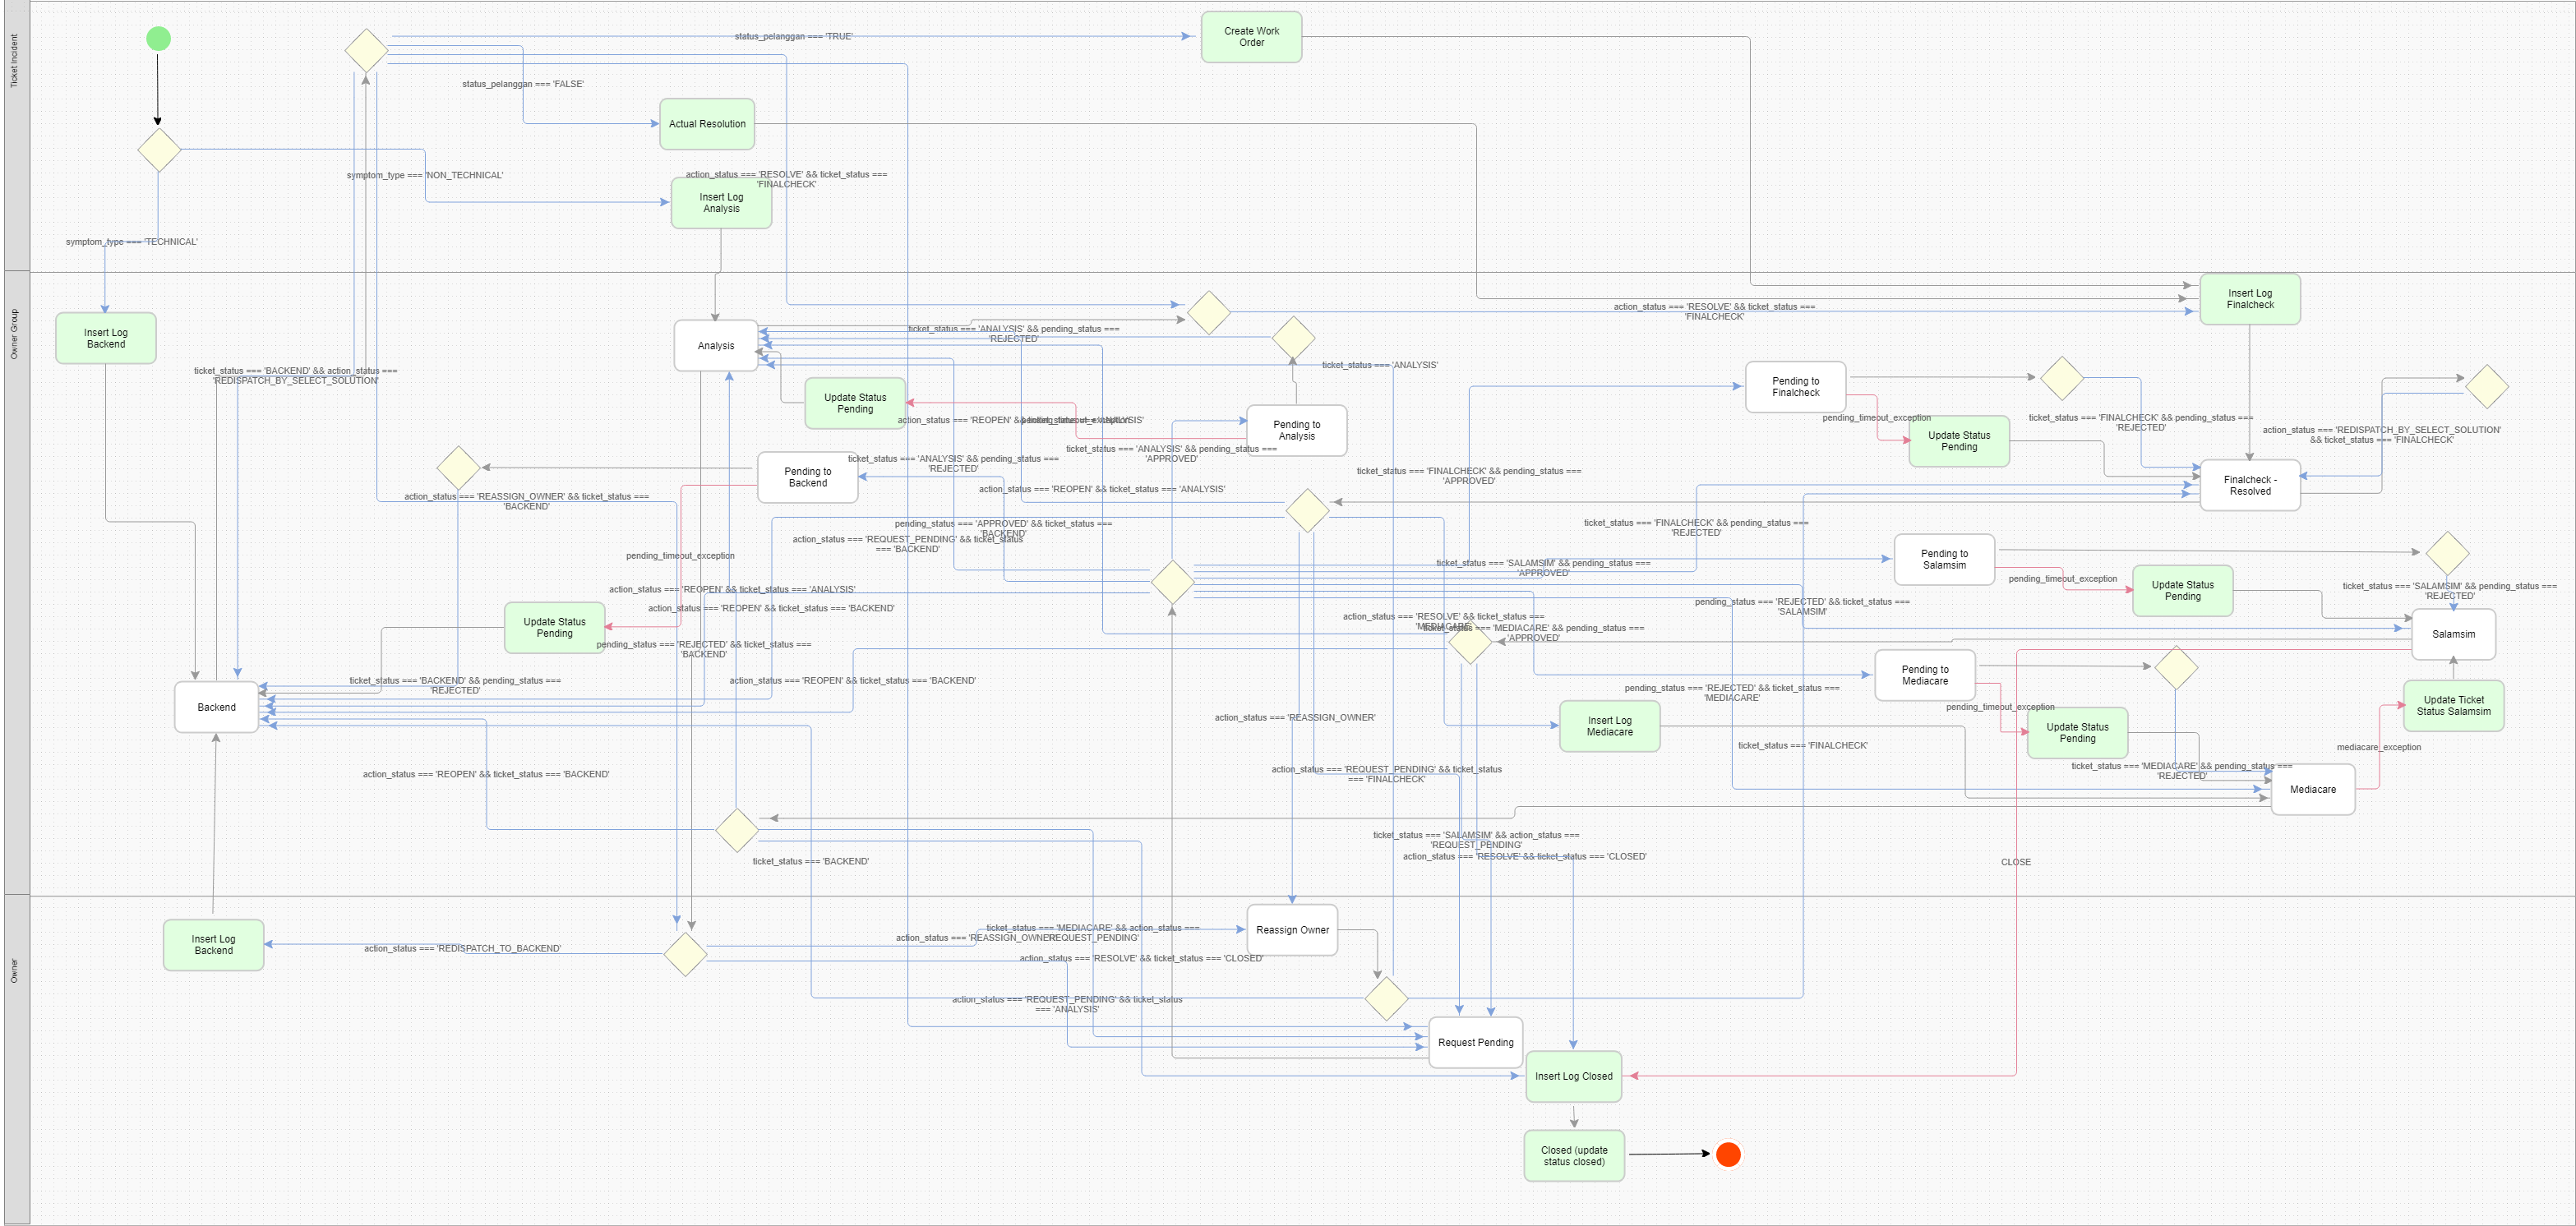 Ticket Incident
Create Work
Order
status_pelanggan === 'TRUE'
status_pelanggan === 'FALSE'
Actual Resolution
symptom_type === 'NON_TECHNICAL'
action_status === 'RESOLVE' && ticket_status ===
'FINALCHECK'
Insert Log
Analysis
symptom_type === 'TECHNICAL'
Owner Group
Insert Log
Finalcheck
action_status === 'RESOLVE' && ticket_status ===
'FINALCHECK'
Insert Log
Backend
ticket_status === 'ANALYSIS' && pending_status ===
'REJECTED'
Analysis
ticket_status === 'ANALYSIS'
ticket_status === 'BACKEND' && action_status ===
'REDISPATCH_BY_SELECT_SOLUTION'
Pending to
Finalcheck
Update Status
Pending
action_status === 'REOPEN' && ticket_status === 'ANALYSIS'
pending_timeout_exception
Pending to
Analysis
pending_timeout_exception
ticket_status === 'FINALCHECK' && pending_status ===
'REJECTED'
action_status === 'REDISPATCH_BY_SELECT_SOLUTION'
&& ticket_status === 'FINALCHECK'
Update Status
Pending
ticket_status === 'ANALYSIS' && pending_status ===
'APPROVED'
ticket_status === 'ANALYSIS' && pending_status ===
'REJECTED'
Pending to
Backend
ticket_status === 'FINALCHECK' && pending_status ===
'APPROVED'
Finalcheck -
Resolved
action_status === 'REOPEN' && ticket_status === 'ANALYSIS'
action_status === 'REASSIGN_OWNER' && ticket_status ===
'BACKEND'
pending_status === 'APPROVED' && ticket_status ===
'BACKEND'
action_status === 'REQUEST_PENDING' && ticket_status
=== 'BACKEND'
ticket_status === 'FINALCHECK' && pending_status ===
'REJECTED'
pending_timeout_exception
Pending to
Salamsim
ticket_status === 'SALAMSIM' && pending_status ===
'APPROVED'
pending_timeout_exception
Update Status
Pending
ticket_status === 'SALAMSIM' && pending_status ===
'REJECTED'
action_status === 'REOPEN' && ticket_status === 'ANALYSIS'
action_status === 'REOPEN' && ticket_status === 'BACKEND'
pending_status === 'REJECTED' && ticket_status ===
'SALAMSIM'
Update Status
Pending
action_status === 'RESOLVE' && ticket_status ===
'MEDIACARE'
ticket_status === 'MEDIACARE' && pending_status ===
'APPROVED'
Salamsim
pending_status === 'REJECTED' && ticket_status ===
'BACKEND'
Pending to
Mediacare
ticket_status === 'BACKEND' && pending_status ===
'REJECTED'
action_status === 'REOPEN' && ticket_status === 'BACKEND'
pending_status === 'REJECTED' && ticket_status ===
'MEDIACARE'
Backend
pending_timeout_exception
Update Ticket
Status Salamsim
action_status === 'REASSIGN_OWNER'
Insert Log
Mediacare
Update Status
Pending
ticket_status === 'FINALCHECK'
mediacare_exception
action_status === 'REOPEN' && ticket_status === 'BACKEND'
action_status === 'REQUEST_PENDING' && ticket_status
=== 'FINALCHECK'
ticket_status === 'MEDIACARE' && pending_status ===
'REJECTED'
Mediacare
ticket_status === 'SALAMSIM' && action_status ===
'REQUEST_PENDING'
action_status === 'RESOLVE' && ticket_status === 'CLOSED'
ticket_status === 'BACKEND'
CLOSE
Owner
Insert Log
Backend
action_status === 'REDISPATCH_TO_BACKEND'
ticket_status === 'MEDIACARE' && action_status ===
'REQUEST_PENDING'
action_status === 'REASSIGN_OWNER'
Reassign Owner
action_status === 'RESOLVE' && ticket_status === 'CLOSED'
action_status === 'REQUEST_PENDING' && ticket_status
=== 'ANALYSIS'
Request Pending
Insert Log Closed
Closed (update
status closed)